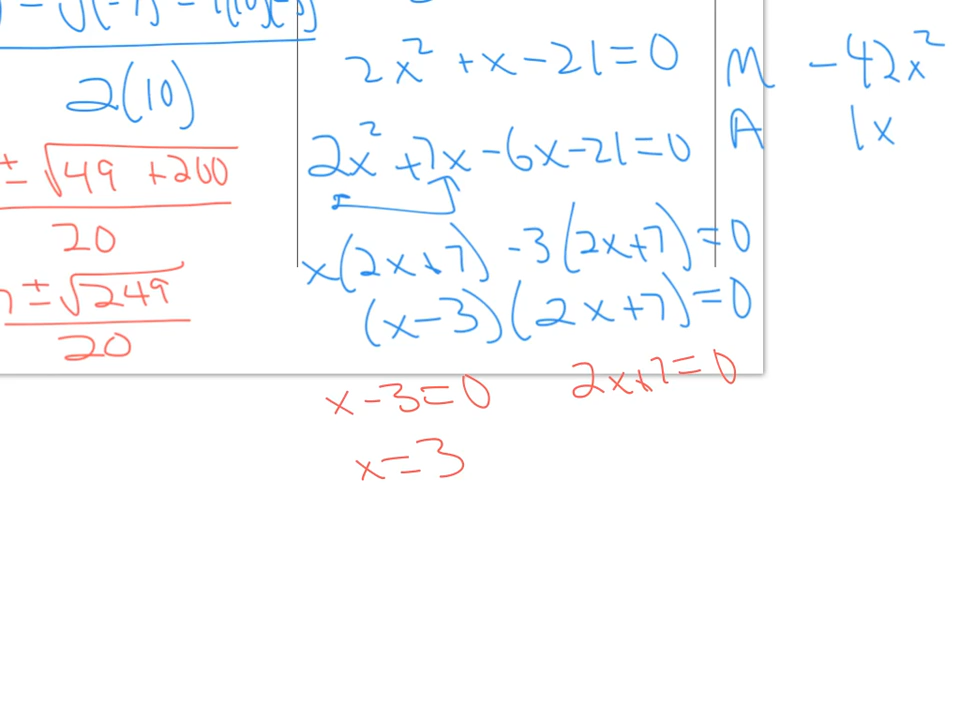 2(10)
± √49 +200
20
± √249
20
2x² +x-21=0
2x² +7x-6x-21=0
x(2x+7) -3(2x+7)=0
(x-3)(2x+7)=0
x-3=0 2x+7=0
x=3
M -42x²
A 1x